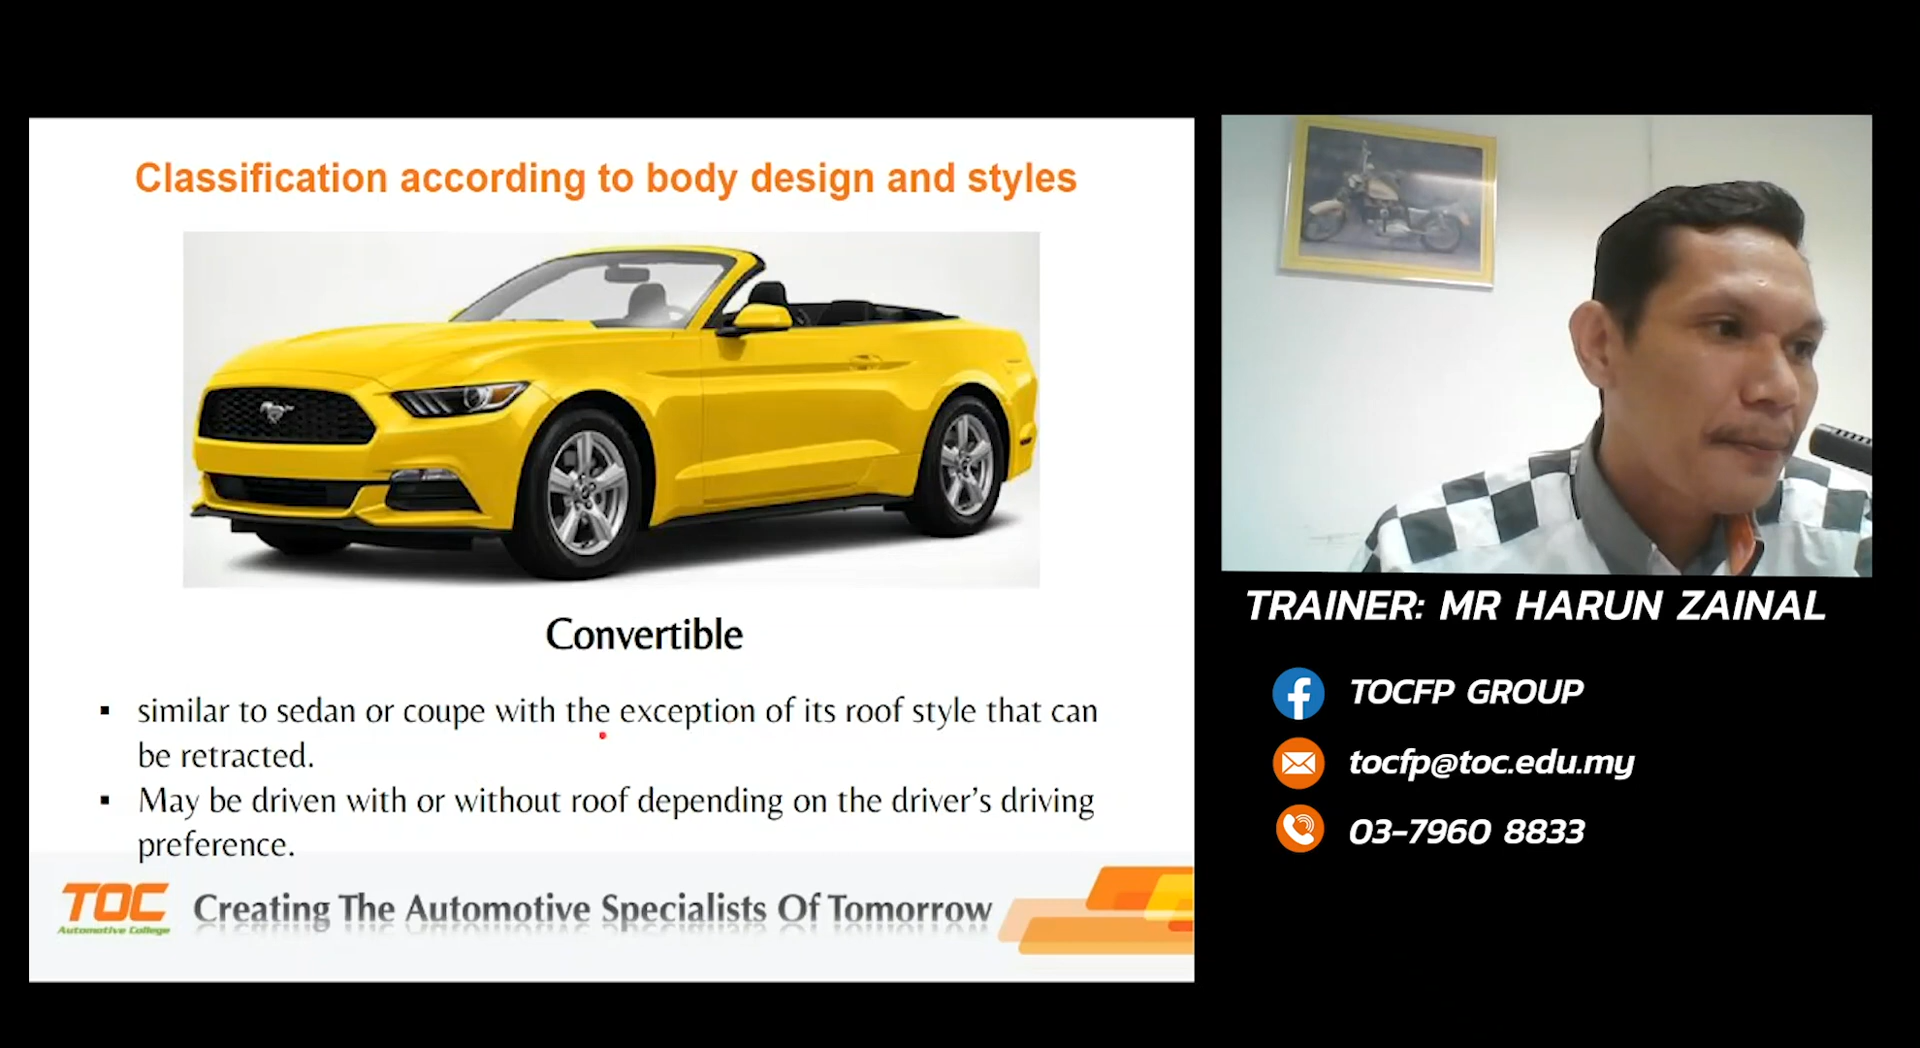 Classification according to body design and styles
Convertible
▪ similar to sedan or coupe with the exception of its roof style that can
be retracted.
▪ May be driven with or without roof depending on the driver's driving
preference.
TOC
Automotive College
Creating The Automotive Specialists Of Tomorrow
TRAINER: MR HARUN ZAINAL
TOCFP GROUP
tocfp@toc.edu.my
03-7960 8833